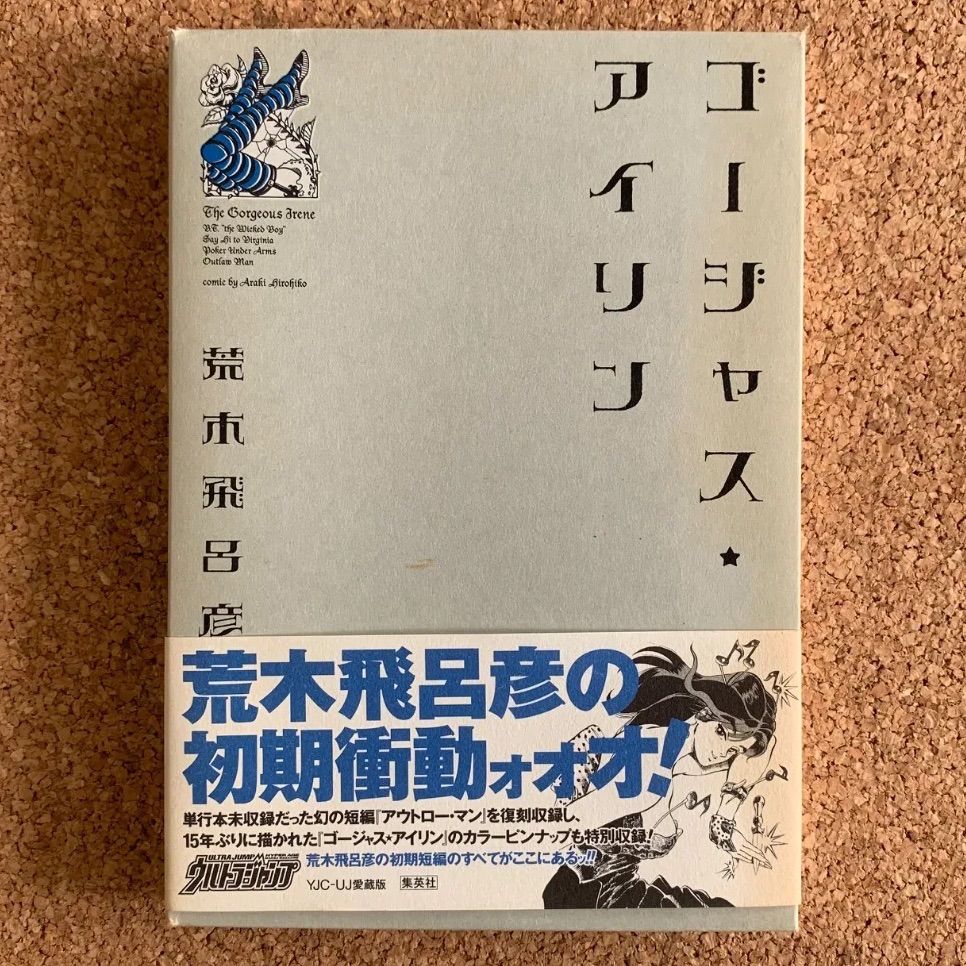 ゴージャス・★
アイリン
The Gorgeous Irene
B.T. "the Wicked Boy"
Say Hi to Virginia
Poker Under Arms
Outlaw Man
comic by Araki Hirohiko
荒木飛呂彦
荒木飛呂彦の
初期衝動ォォオ!
単行本未収録だった幻の短編『アウトロー・マン』を復刻収録し、
15年ぶりに描かれた『ゴージャス★アイリン』のカラーピンナップも特別収録!
ULTRA JUMP
ウルトラジャンプ
荒木飛呂彦の初期短編のすべてがここにあるッ!!
YJC-UJ愛蔵版 集英社